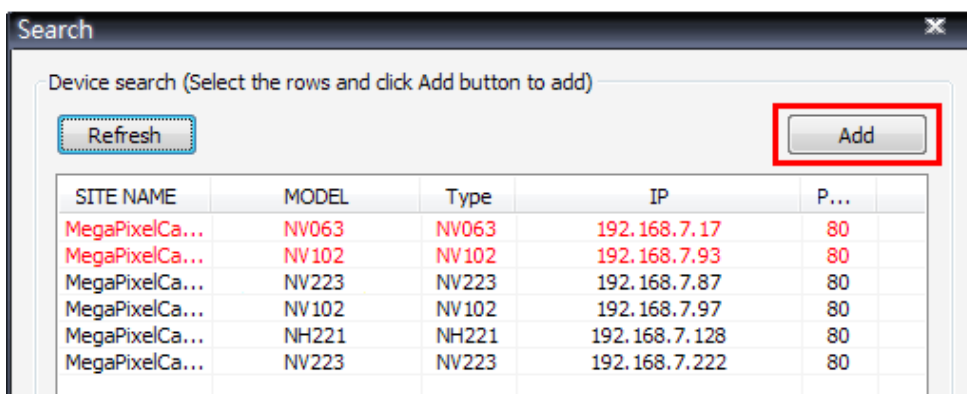 Search
Device search (Select the rows and click Add button to add)
Refresh Add
SITE NAME MODEL Type IP P...
MegaPixelCa... NV063 NV063 192.168.7.17 80
MegaPixelCa... NV102 NV102 192.168.7.93 80
MegaPixelCa... NV223 NV223 192.168.7.87 80
MegaPixelCa... NV102 NV102 192.168.7.97 80
MegaPixelCa... NH221 NH221 192.168.7.128 80
MegaPixelCa... NV223 NV223 192.168.7.222 80